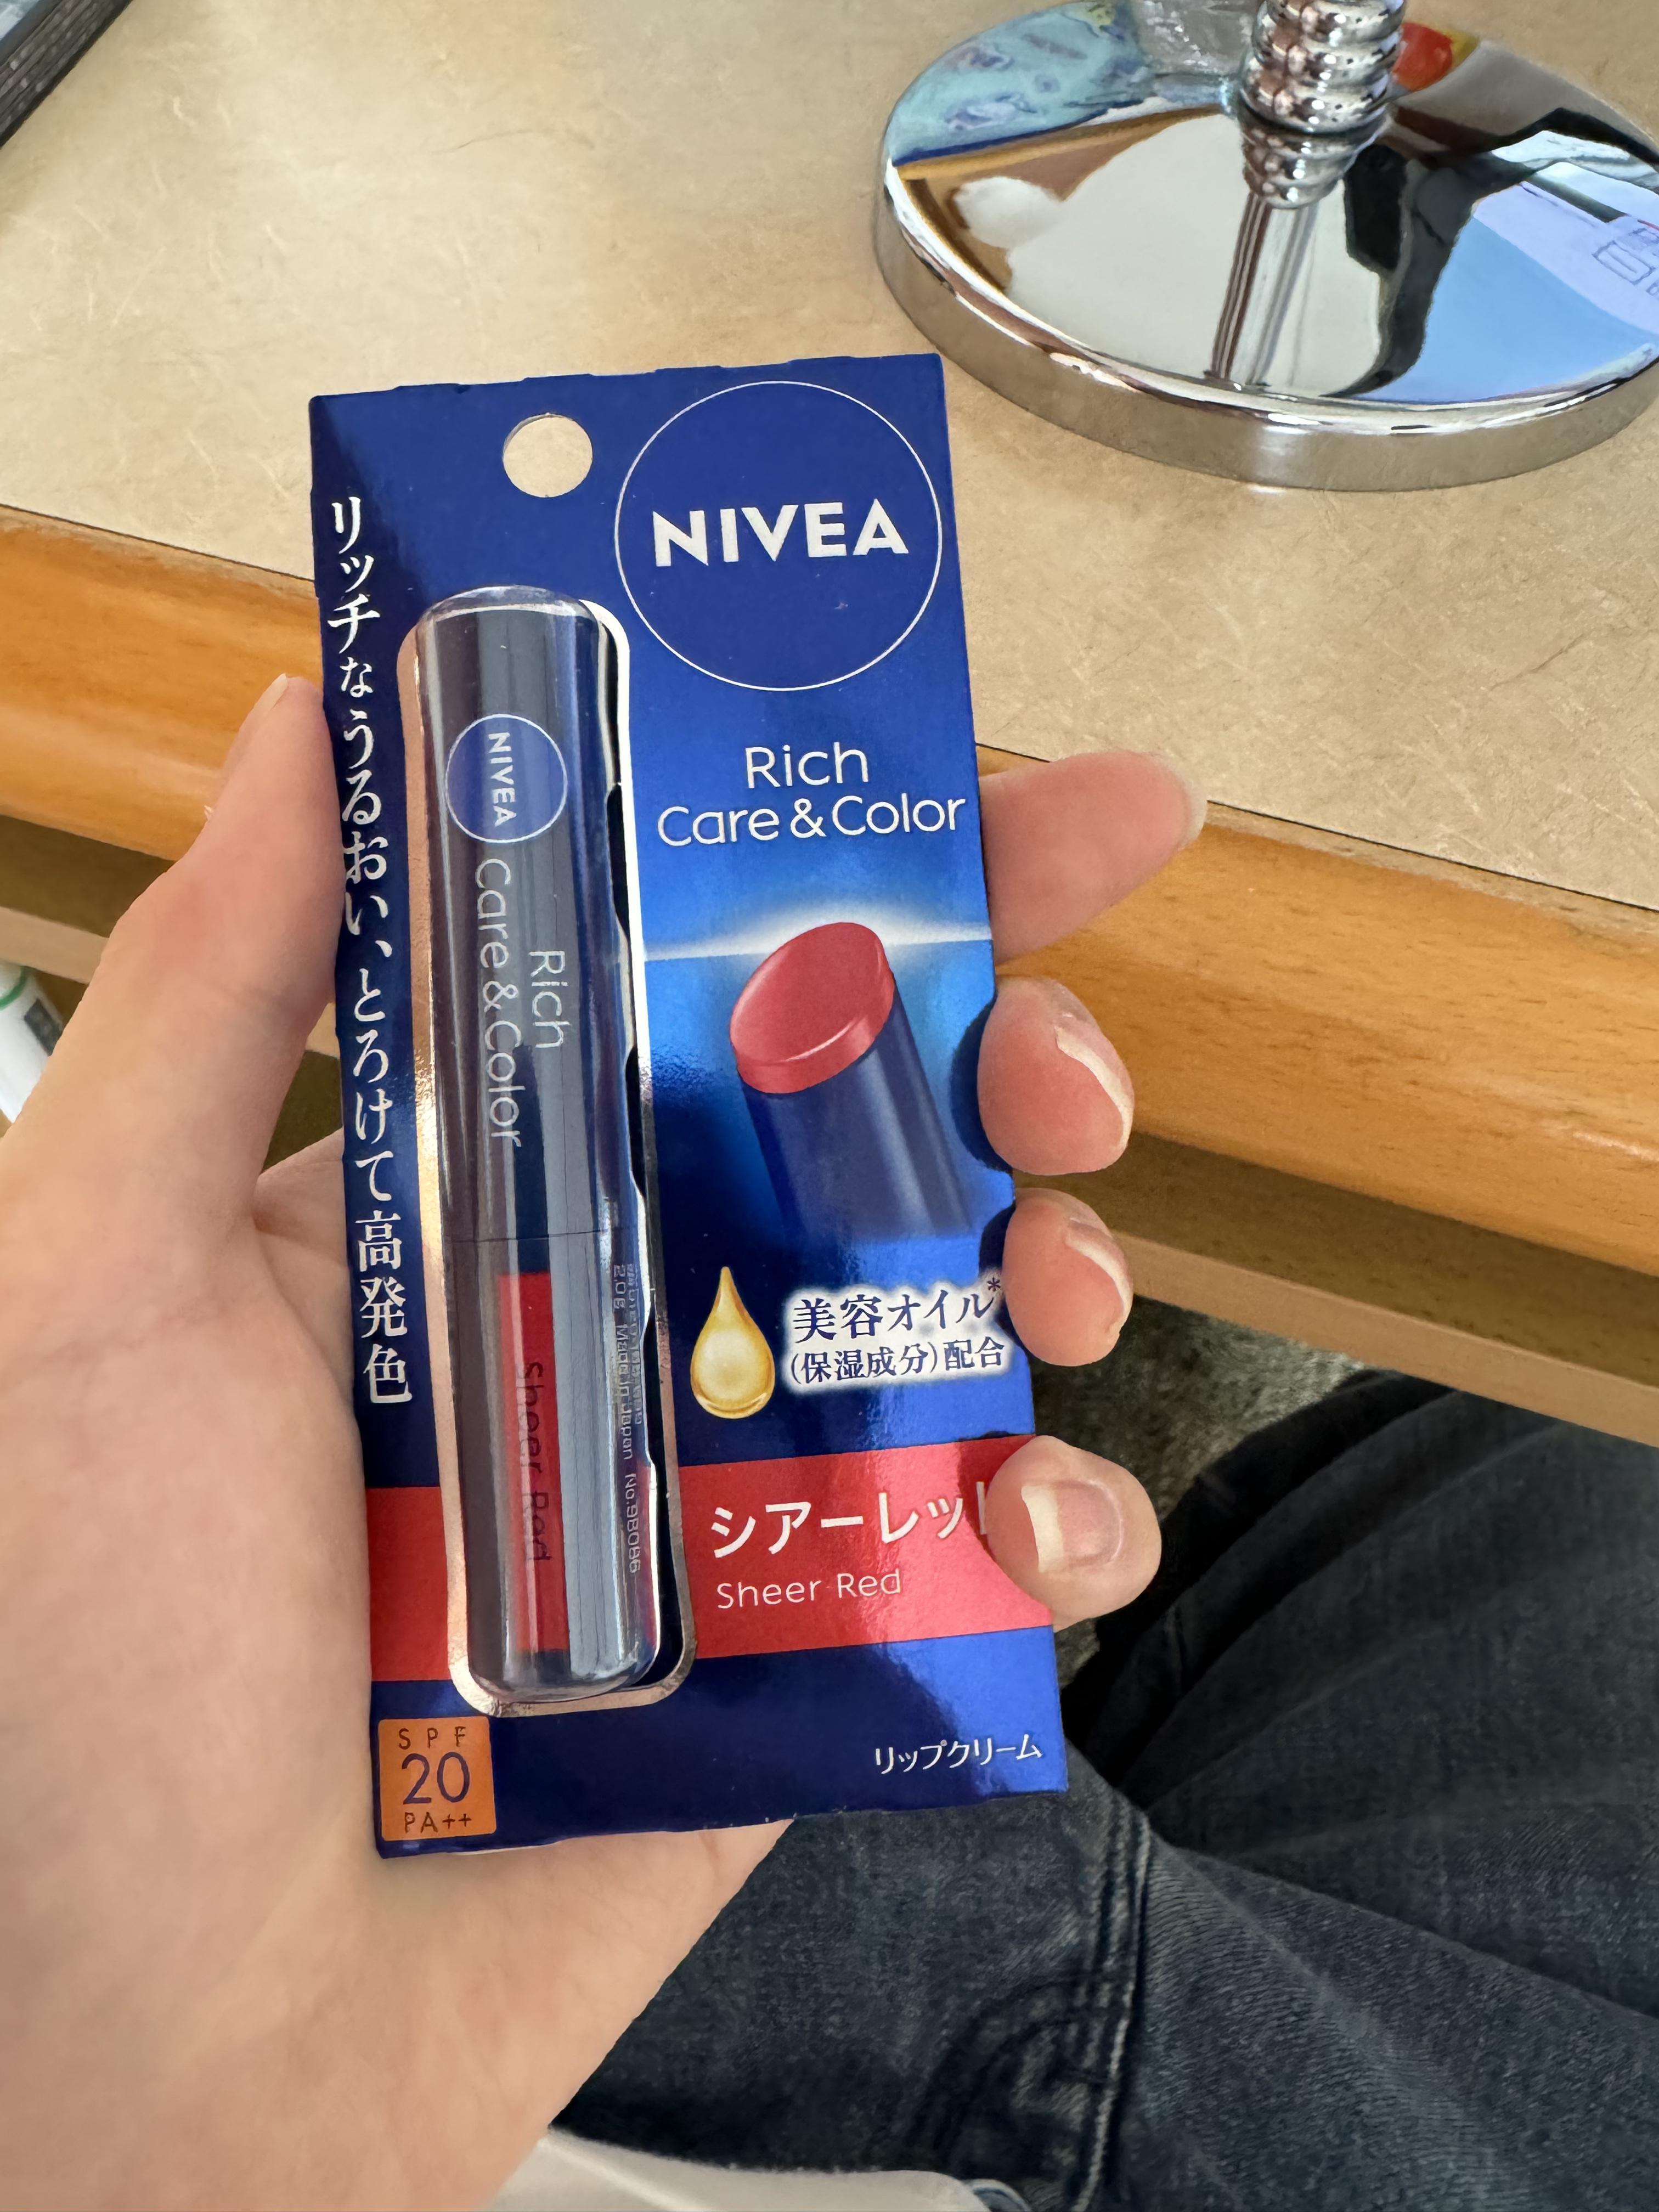 NIVEA
Rich
Care & Color
リッチなうるおい、とろけて高発色
NIVEA
Rich
Care & Color
Sheer Red
2.0g Made in Japan No.98086
美容オイル*
(保湿成分)配合
シアーレッ
Sheer Red
リップクリーム
SPF
20
PA++